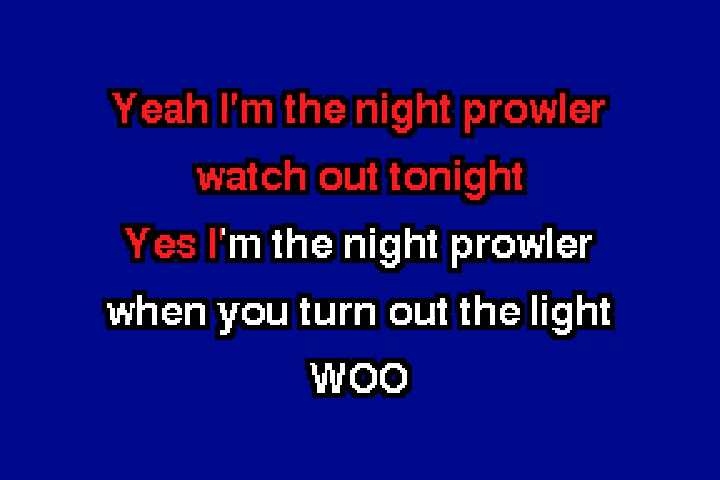 Yeah I'm the night prowler
watch out tonight
Yes I'm the night prowler
when you turn out the light
WOO